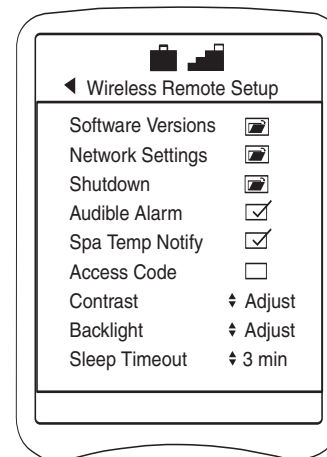 Wireless Remote Setup
Software Versions
Network Settings
Shutdown
Audible Alarm
Spa Temp Notify
Access Code
Contrast Adjust
Backlight Adjust
Sleep Timeout 3 min